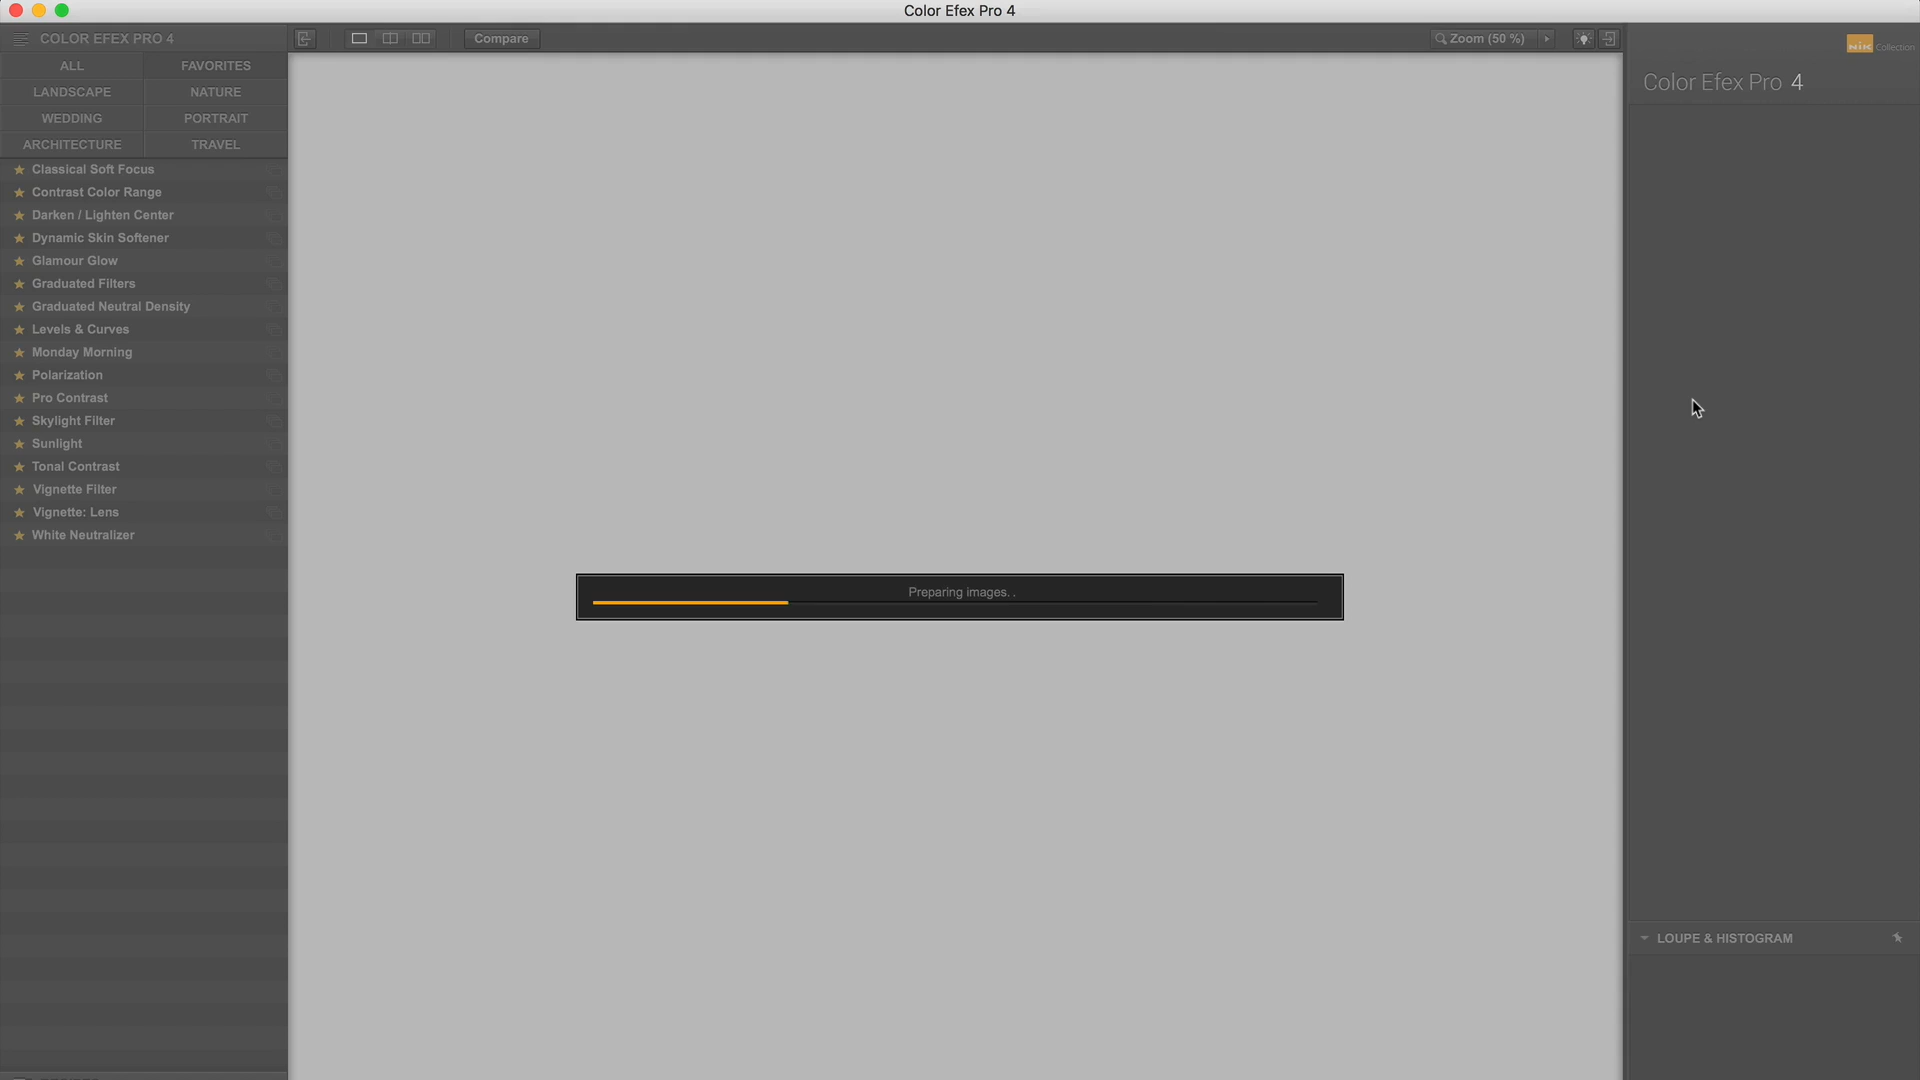 Color Efex Pro 4
COLOR EFEX PRO 4
Compare
Zoom (50 %)
Nik Collection
Color Efex Pro 4
ALL
FAVORITES
LANDSCAPE
NATURE
WEDDING
PORTRAIT
ARCHITECTURE
TRAVEL
Classical Soft Focus
Contrast Color Range
Darken / Lighten Center
Dynamic Skin Softener
Glamour Glow
Graduated Filters
Graduated Neutral Density
Levels & Curves
Monday Morning
Polarization
Pro Contrast
Skylight Filter
Sunlight
Tonal Contrast
Vignette Filter
Vignette: Lens
White Neutralizer
Preparing images. .
LOUPE & HISTOGRAM